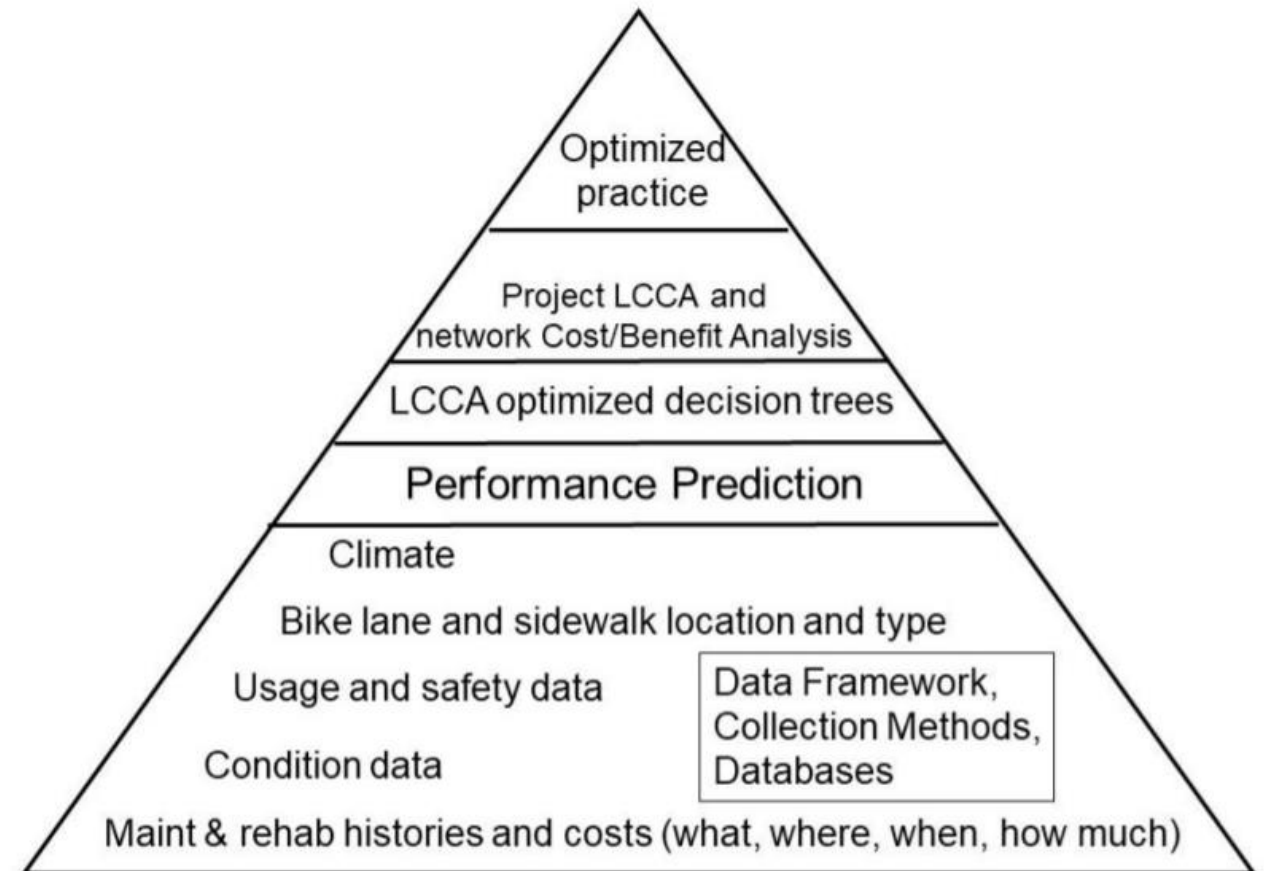 Optimized
practice
Project LCCA and
network Cost/Benefit Analysis
LCCA optimized decision trees
Performance Prediction
Climate
Bike lane and sidewalk location and type
Usage and safety data
Data Framework,
Collection Methods,
Databases
Condition data
Maint & rehab histories and costs (what, where, when, how much)